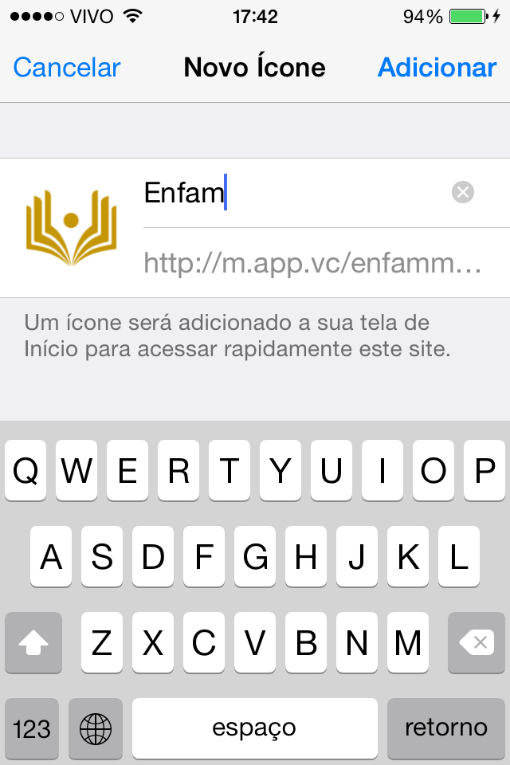 VIVO 17:42 94%
Cancelar Novo Ícone Adicionar
Enfam
http://m.app.vc/enfamm...
Um ícone será adicionado a sua tela de
Início para acessar rapidamente este site.
Q W E R T Y U I O P
A S D F G H J K L
Z X C V B N M
123 espaço retorno